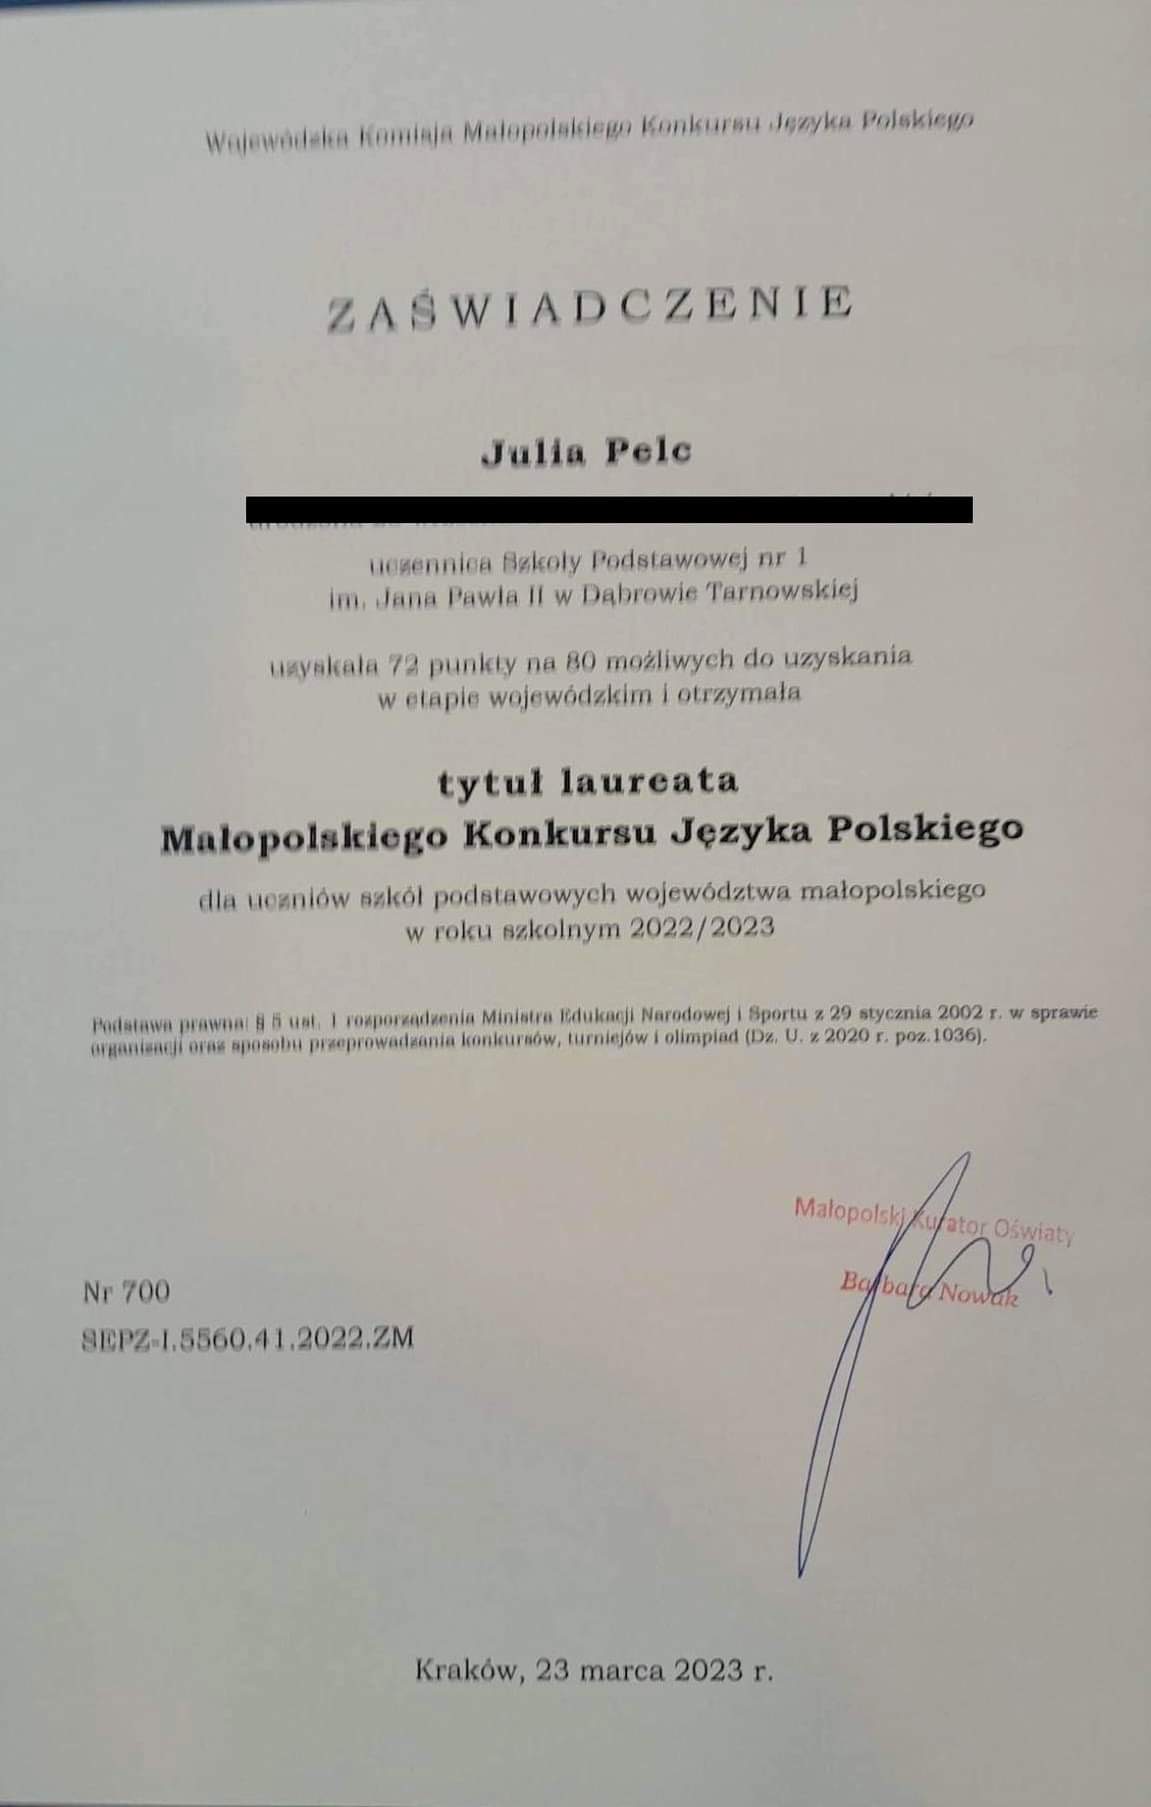 Wojewódzka Komisja Małopolskiego Konkursu Języka Polskiego
ZAŚWIADCZENIE
Julia Pelc
uczennica Szkoły Podstawowej nr 1
im. Jana Pawła II w Dąbrowie Tarnowskiej
uzyskała 72 punkty na 80 możliwych do uzyskania
w etapie wojewódzkim i otrzymała
tytuł laureata
Małopolskiego Konkursu Języka Polskiego
dla uczniów szkół podstawowych województwa małopolskiego
w roku szkolnym 2022/2023
Podstawa prawna: § 5 ust. 1 rozporządzenia Ministra Edukacji Narodowej i Sportu z 29 stycznia 2002 r. w sprawie
organizacji oraz sposobu przeprowadzania konkursów, turniejów i olimpiad (Dz. U. z 2020 r. poz.1036).
Małopolski Kurator Oświaty
Barbara Nowak
Nr 700
SEPZ-I.5560.41.2022.ZM
Kraków, 23 marca 2023 r.